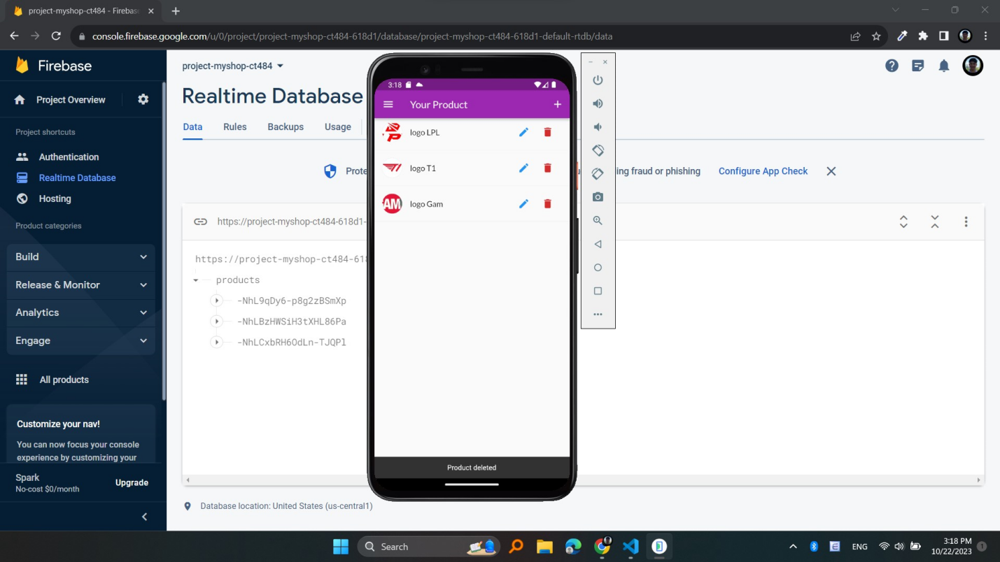 project-myshop-ct484 - Firebas
console.firebase.google.com/u/0/project/project-myshop-ct484-618d1/database/project-myshop-ct484-618d1-default-rtdb/data
Firebase
Project Overview
Project shortcuts
Authentication
Realtime Database
Hosting
Product categories
Build
Release & Monitor
Analytics
Engage
All products
Customize your nav!
You can now focus your console
experience by customizing your
Spark
No-cost $0/month
Upgrade
project-myshop-ct484
Realtime Database
Data
Rules
Backups
Usage
Prote
ing fraud or phishing
Configure App Check
https://project-myshop-ct484-618d1-
https://project-myshop-ct484-61
products
-NhL9qDy6-p8g2zBSmXp
-NhLBzHWSiH3tXHL86Pa
-NhLCxbRH6OdLn-TJQPl
Database location: United States (us-central1)
3:18
Your Product
logo LPL
logo T1
AM
logo Gam
Product deleted
Search
ENG
3:18 PM
10/22/2023
1